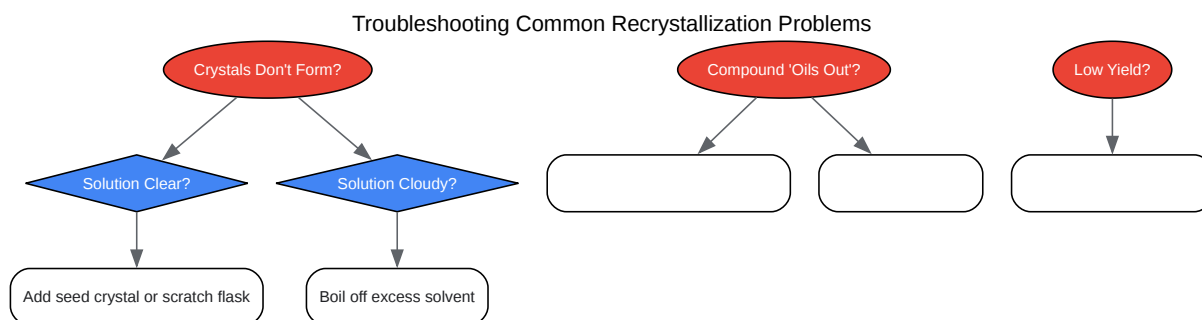 Troubleshooting Common Recrystallization Problems
Crystals Don't Form?
Compound 'Oils Out'?
Low Yield?
Solution Clear?
Solution Cloudy?
Add seed crystal or scratch flask
Boil off excess solvent